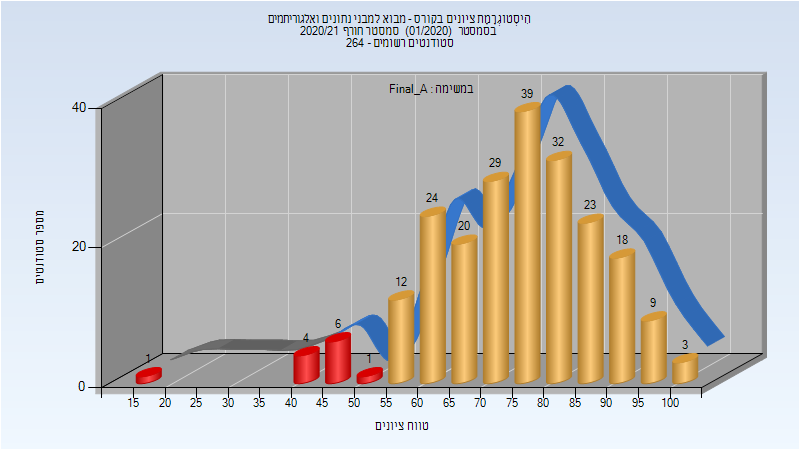 היסטוגרמת ציונים בקורס - מבוא למבני נתונים ואלגוריתמים
בסמסטר (01/2020) סמסטר חורף 2020/21
סטודנטים רשומים - 264
במשימה : Final_A
מספר סטודנטים
40
20
0
1
4
6
1
12
24
20
29
39
32
23
18
9
3
15 20 25 30 35 40 45 50 55 60 65 70 75 80 85 90 95 100
טווח ציונים